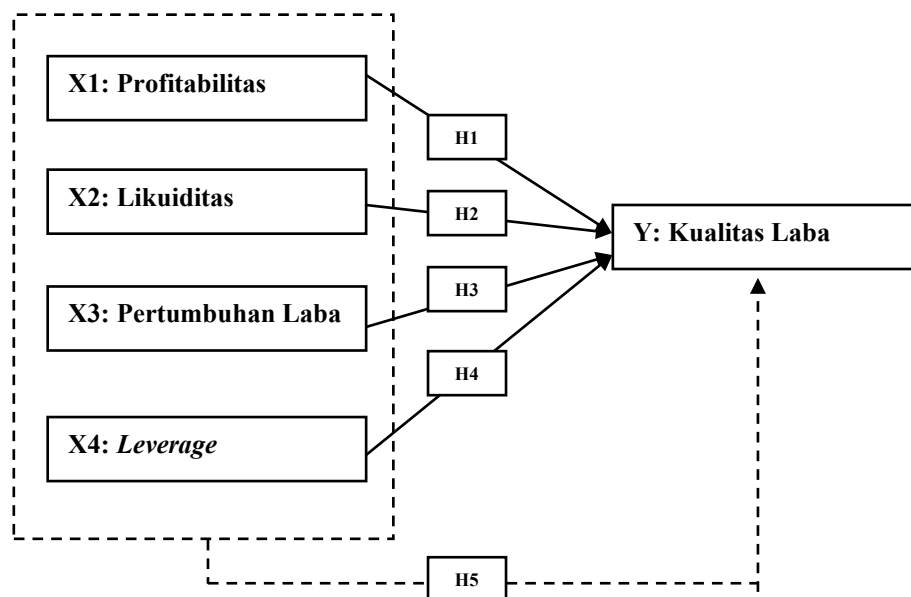 X1: Profitabilitas
H1
X2: Likuiditas
H2
Y: Kualitas Laba
H3
X3: Pertumbuhan Laba
H4
X4: Leverage
H5